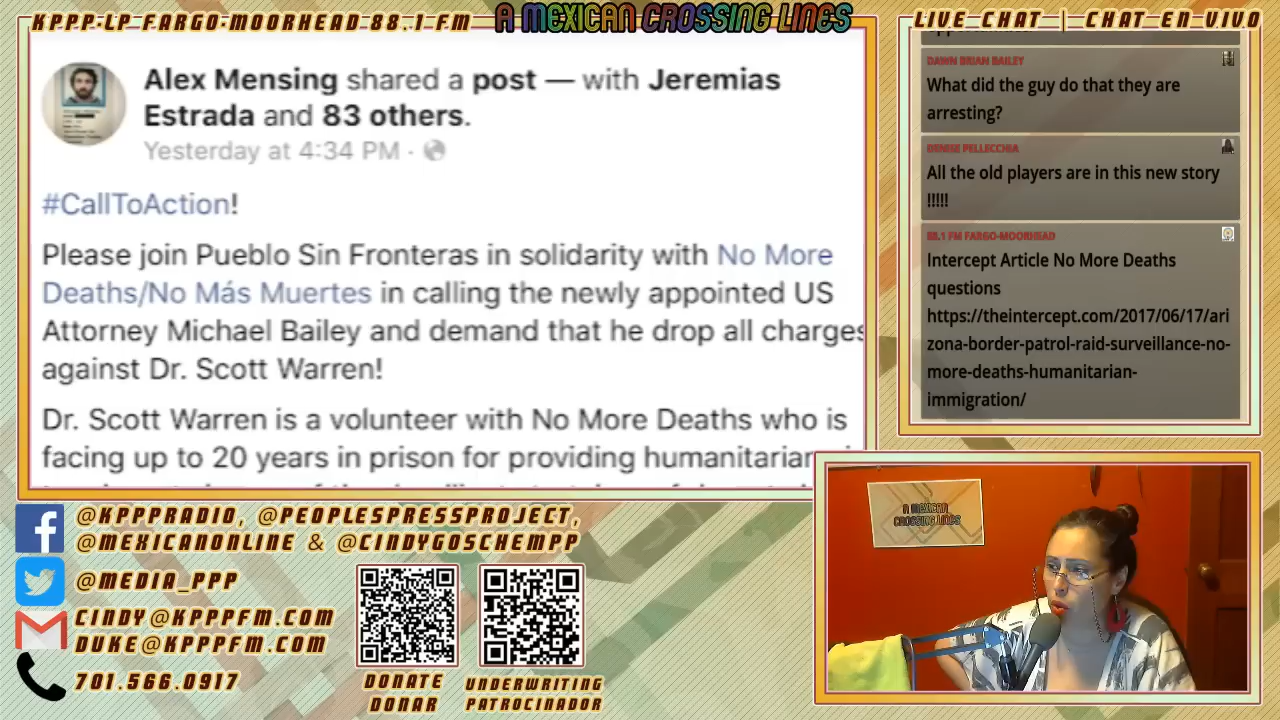 KPPP-LP FARGO-MOORHEAD 88.1 FM
A MEXICAN CROSSING LINES
LIVE CHAT | CHAT EN VIVO
Alex Mensing shared a post — with Jeremias
Estrada and 83 others.
Yesterday at 4:34 PM ·
#CallToAction!
Please join Pueblo Sin Fronteras in solidarity with No More
Deaths/No Más Muertes in calling the newly appointed US
Attorney Michael Bailey and demand that he drop all charges
against Dr. Scott Warren!
Dr. Scott Warren is a volunteer with No More Deaths who is
facing up to 20 years in prison for providing humanitarian
DAWN BRIAN BAILEY
What did the guy do that they are
arresting?
DENISE PELLECCHIA
All the old players are in this new story
!!!!!
88.1 FM FARGO-MOORHEAD
Intercept Article No More Deaths
questions
https://theintercept.com/2017/06/17/ari
zona-border-patrol-raid-surveillance-no-
more-deaths-humanitarian-
immigration/
A MEXICAN
CROSSING LINES
@KPPPRADIO, @PEOPLESPRESSPROJECT,
@MEXICANONLINE & @CINDYGOSCHEMPP
@MEDIA_PPP
CINDY@KPPPFM.COM
DUKE@KPPPFM.COM
701.566.0917
DONATE
DONAR
UNDERWRITING
PATROCINADOR